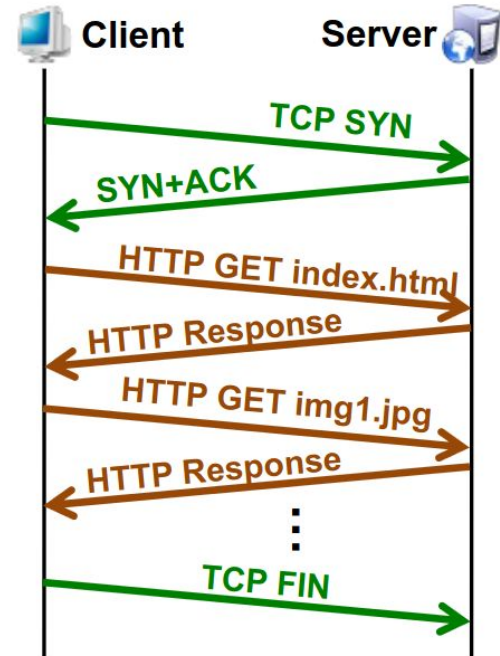 Client Server
TCP SYN
SYN+ACK
HTTP GET index.html
HTTP Response
HTTP GET img1.jpg
HTTP Response
TCP FIN